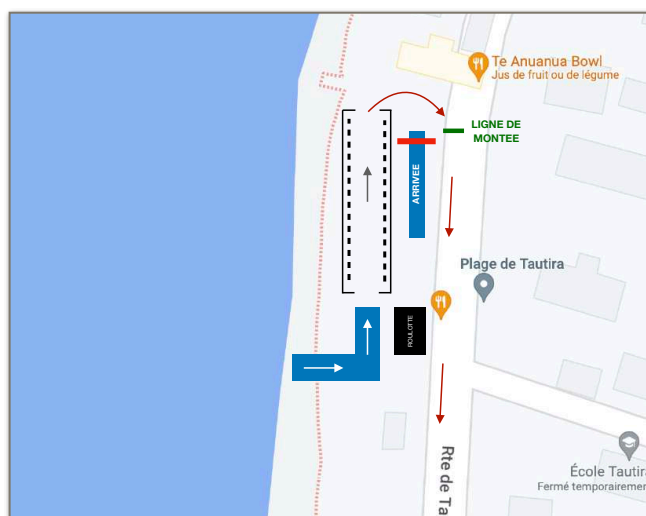 Te Anuanua Bowl
Jus de fruit ou de légume
LIGNE DE
MONTEE
ARRIVEE
Plage de Tautira
ROULOTTE
Rte de Ta
École Tautira
Fermé temporairemen